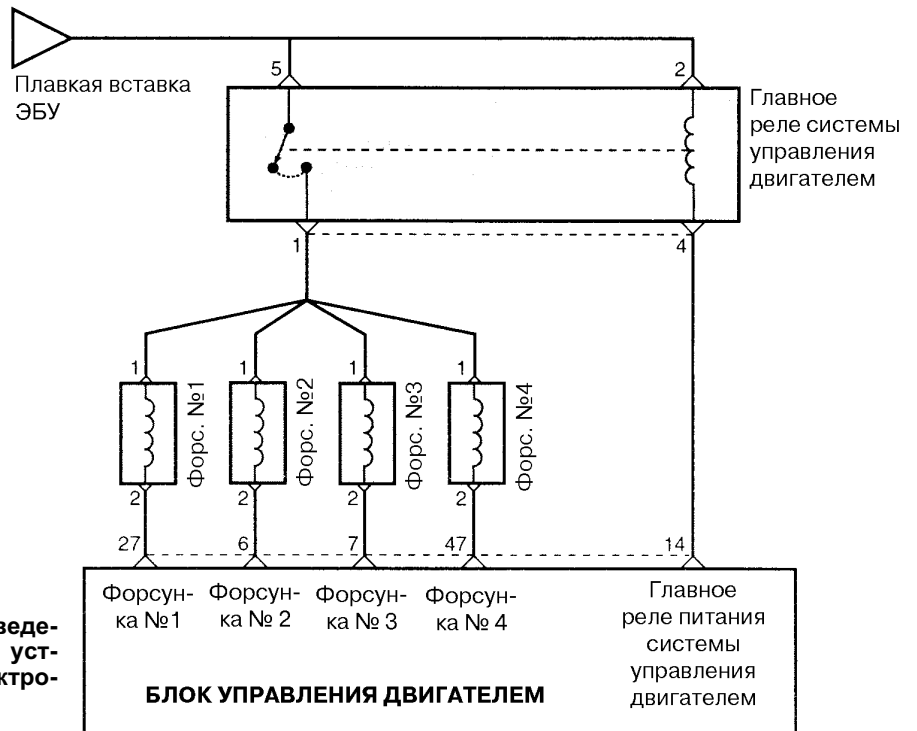 Плавкая вставка
ЭБУ
5
2
Главное
реле системы
управления
двигателем
1
4
1
1
1
1
Форс. №1
Форс. №2
Форс. №3
Форс. №4
2
2
2
2
27
6
7
47
14
Форсун-
ка №1
Форсун-
ка № 2
Форсун-
ка № 3
Форсун-
ка № 4
Главное
реле питания
системы
управления
двигателем
БЛОК УПРАВЛЕНИЯ ДВИГАТЕЛЕМ
веде-
уст-
ктро-